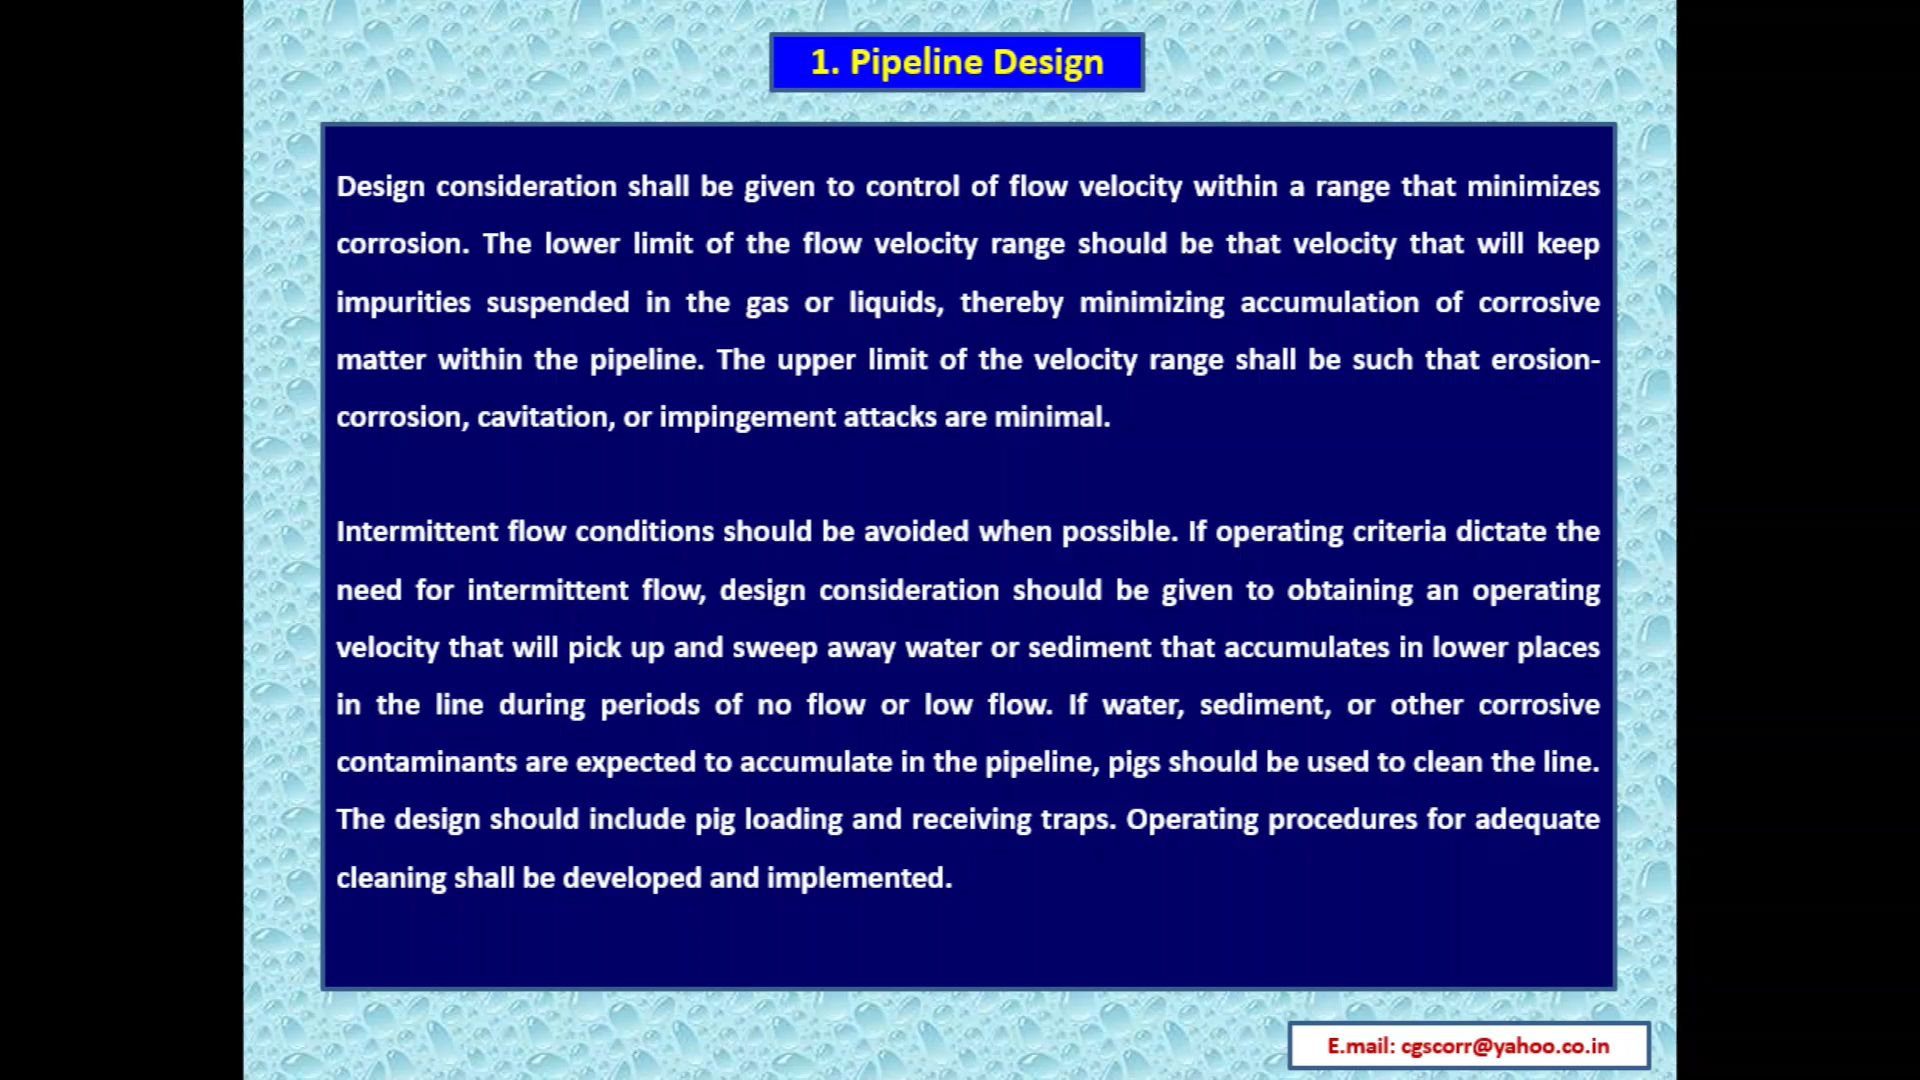 1. Pipeline Design
Design consideration shall be given to control of flow velocity within a range that minimizes
corrosion. The lower limit of the flow velocity range should be that velocity that will keep
impurities suspended in the gas or liquids, thereby minimizing accumulation of corrosive
matter within the pipeline. The upper limit of the velocity range shall be such that erosion-
corrosion, cavitation, or impingement attacks are minimal.
Intermittent flow conditions should be avoided when possible. If operating criteria dictate the
need for intermittent flow, design consideration should be given to obtaining an operating
velocity that will pick up and sweep away water or sediment that accumulates in lower places
in the line during periods of no flow or low flow. If water, sediment, or other corrosive
contaminants are expected to accumulate in the pipeline, pigs should be used to clean the line.
The design should include pig loading and receiving traps. Operating procedures for adequate
cleaning shall be developed and implemented.
E.mail: cgscorr@yahoo.co.in